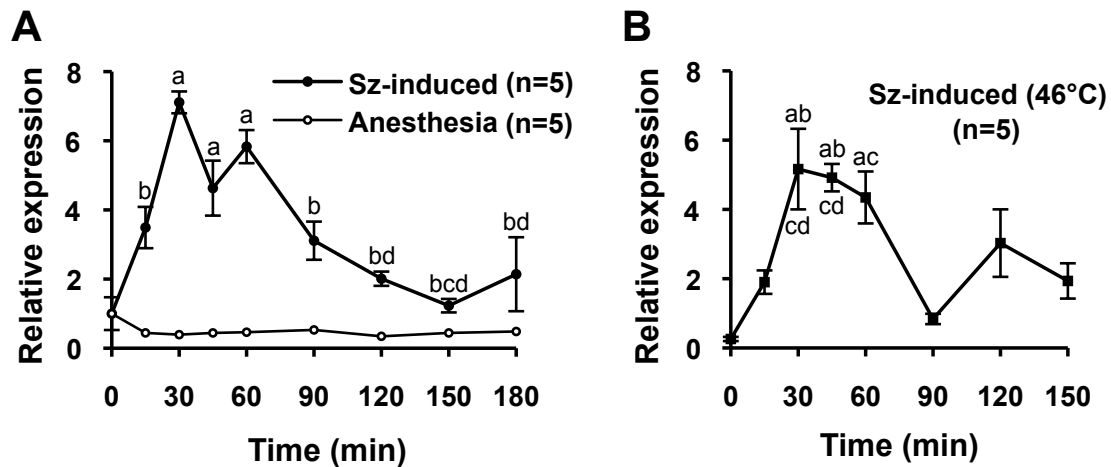 A
Relative expression
8
6
4
2
0
a
a
a
b
b
bd
bcd
bd
Sz-induced (n=5)
Anesthesia (n=5)
0 30 60 90 120 150 180
Time (min)
B
Relative expression
8
6
4
2
0
Sz-induced (46°C)
(n=5)
ab
ab
ac
cd
cd
0 30 60 90 120 150
Time (min)